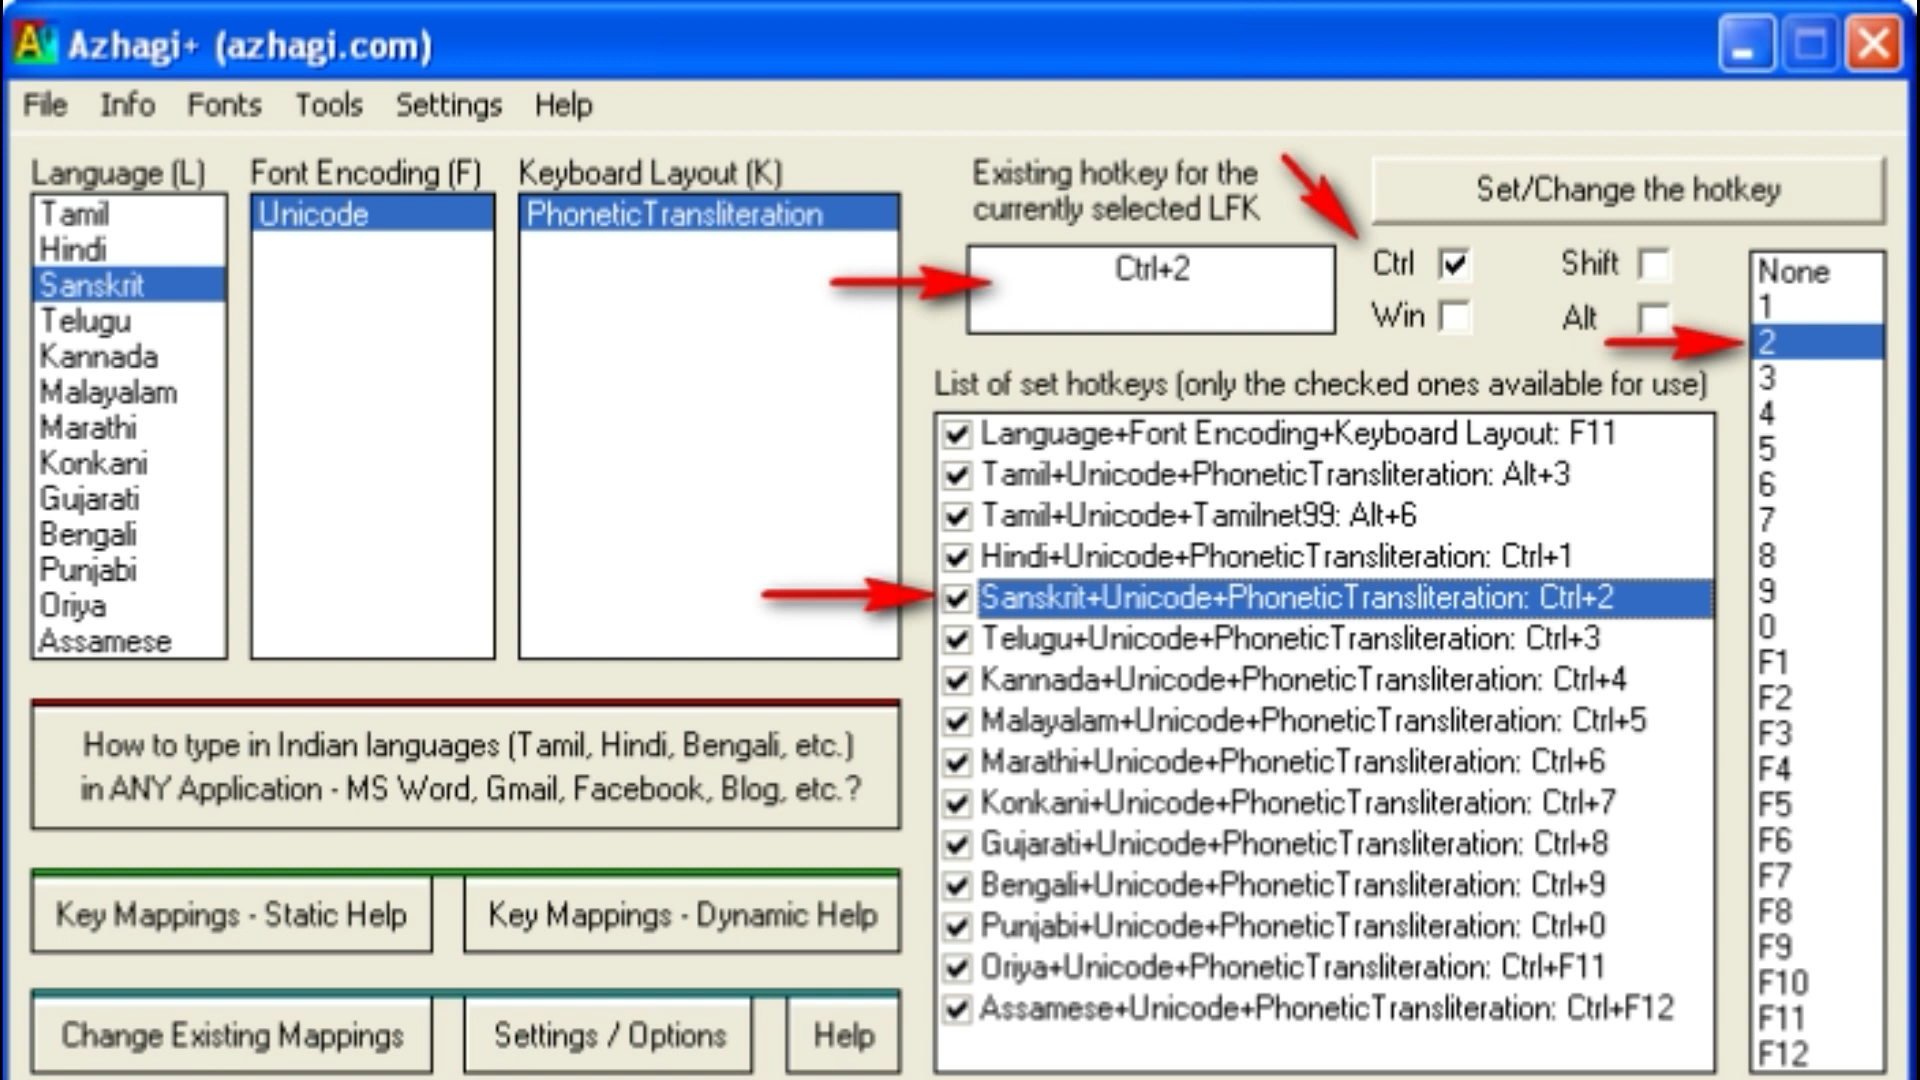 Azhagi+ (azhagi.com)
File Info Fonts Tools Settings Help
Language (L)
Tamil
Hindi
Sanskrit
Telugu
Kannada
Malayalam
Marathi
Konkani
Gujarati
Bengali
Punjabi
Oriya
Assamese
Font Encoding (F)
Unicode
Keyboard Layout (K)
PhoneticTransliteration
Existing hotkey for the
currently selected LFK
Ctrl+2
Set/Change the hotkey
Ctrl Shift
Win Alt
None
1
2
3
4
5
6
7
8
9
0
F1
F2
F3
F4
F5
F6
F7
F8
F9
F10
F11
F12
List of set hotkeys (only the checked ones available for use)
Language+Font Encoding+Keyboard Layout: F11
Tamil+Unicode+PhoneticTransliteration: Alt+3
Tamil+Unicode+Tamilnet99: Alt+6
Hindi+Unicode+PhoneticTransliteration: Ctrl+1
Sanskrit+Unicode+PhoneticTransliteration: Ctrl+2
Telugu+Unicode+PhoneticTransliteration: Ctrl+3
Kannada+Unicode+PhoneticTransliteration: Ctrl+4
Malayalam+Unicode+PhoneticTransliteration: Ctrl+5
Marathi+Unicode+PhoneticTransliteration: Ctrl+6
Konkani+Unicode+PhoneticTransliteration: Ctrl+7
Gujarati+Unicode+PhoneticTransliteration: Ctrl+8
Bengali+Unicode+PhoneticTransliteration: Ctrl+9
Punjabi+Unicode+PhoneticTransliteration: Ctrl+0
Oriya+Unicode+PhoneticTransliteration: Ctrl+F11
Assamese+Unicode+PhoneticTransliteration: Ctrl+F12
How to type in Indian languages (Tamil, Hindi, Bengali, etc.)
in ANY Application - MS Word, Gmail, Facebook, Blog, etc.?
Key Mappings - Static Help
Key Mappings - Dynamic Help
Change Existing Mappings
Settings / Options
Help